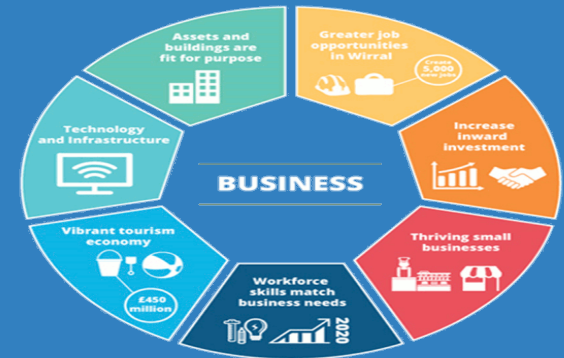 Assets and
buildings are
fit for purpose
Greater job
opportunities
in Wirral
Create
5,000
new jobs
Increase
inward
investment
Thriving small
businesses
Workforce
skills match
business needs
2020
Vibrant tourism
economy
£450
million
Technology
and Infrastructure
BUSINESS